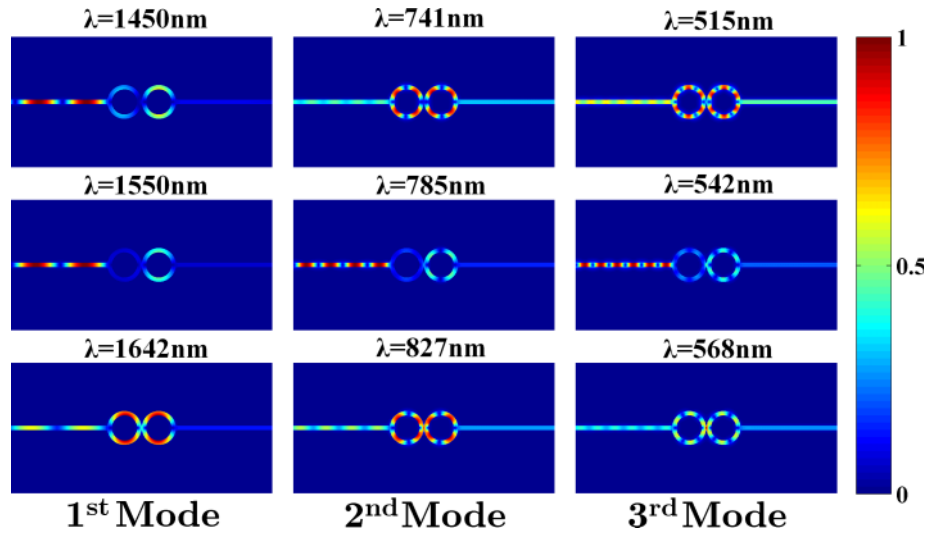 λ=1450nm
λ=741nm
λ=515nm
1
λ=1550nm
λ=785nm
λ=542nm
0.5
λ=1642nm
λ=827nm
λ=568nm
0
1st Mode
2nd Mode
3rd Mode